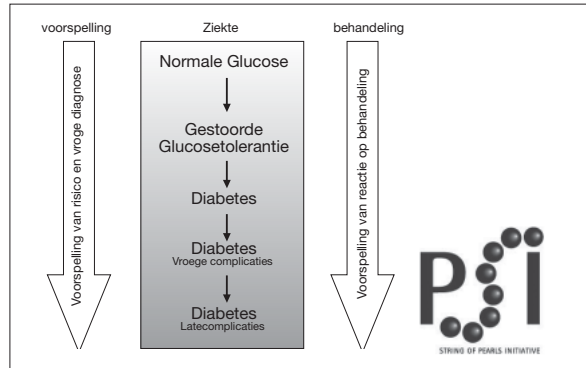 voorspelling
Ziekte
behandeling
Voorspelling van risico en vroge diagnose
Normale Glucose
Gestoorde
Glucosetolerantie
Diabetes
Diabetes
Vroege complicaties
Diabetes
Latecomplicaties
Voorspelling van reactie op behandeling
PSI
STRING OF PEARLS INITIATIVE